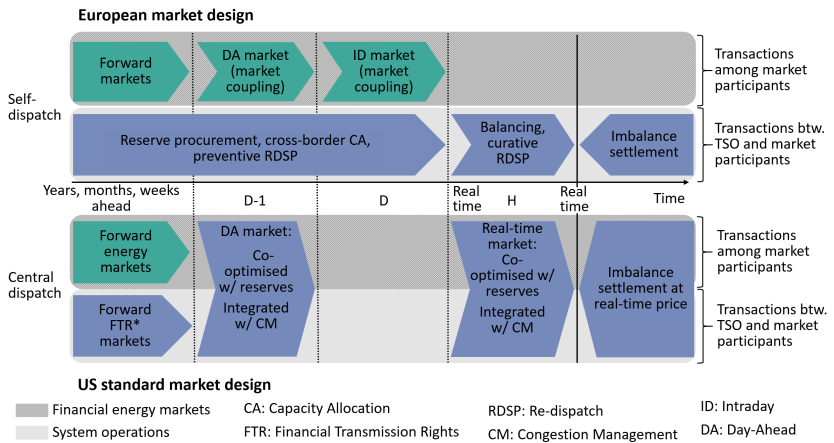 European market design
Forward
markets
DA market
(market
coupling)
ID market
(market
coupling)
Transactions
among market
participants
Self-
dispatch
Reserve procurement, cross-border CA,
preventive RDSP
Balancing,
curative
RDSP
Imbalance
settlement
Transactions btw.
TSO and market
participants
Years, months, weeks
ahead
D-1
D
Real
time
H
Real
time
Time
Central
dispatch
Forward
energy
markets
DA market:
Co-
optimised
w/ reserves
Integrated
w/ CM
Real-time
market:
Co-
optimised
w/reserves
Integrated
w/ CM
Imbalance
settlement at
real-time price
Transactions
among market
participants
Forward
FTR*
markets
Transactions btw.
TSO and market
participants
US standard market design
Financial energy markets
System operations
CA: Capacity Allocation
FTR: Financial Transmission Rights
RDSP: Re-dispatch
CM: Congestion Management
ID: Intraday
DA: Day-Ahead